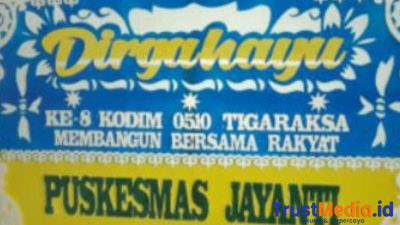 Dirgahayu
KE-8 KODIM 0510 TIGARAKSA
MEMBANGUN BERSAMA RAKYAT
PUSKESMAS JAYANTI
TrustMedia.id